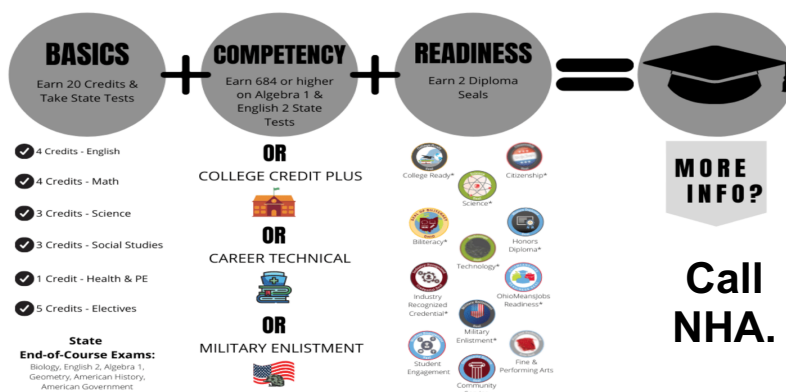 BASICS
Earn 20 Credits &
Take State Tests
COMPETENCY
Earn 684 or higher
on Algebra 1 &
English 2 State
Tests
READINESS
Earn 2 Diploma
Seals
4 Credits - English
4 Credits - Math
3 Credits - Science
3 Credits - Social Studies
1 Credit - Health & PE
5 Credits - Electives
State
End-of-Course Exams:
Biology, English 2, Algebra 1,
Geometry, American History,
American Government
OR
COLLEGE CREDIT PLUS
OR
CAREER TECHNICAL
OR
MILITARY ENLISTMENT
College Ready*
Citizenship*
Science*
Biliteracy*
Honors
Diploma*
Technology*
Industry
Recognized
Credential*
OhioMeansJobs
Readiness*
Military
Enlistment*
Student
Engagement
Fine &
Performing Arts
Community
MORE
INFO?
Call
NHA.